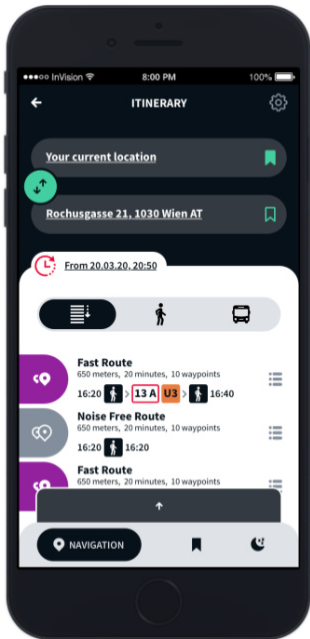 ●●●○○ InVision 8:00 PM 100%
ITINERARY
Your current location
Rochusgasse 21, 1030 Wien AT
From 20.03.20, 20:50
Fast Route
650 meters, 20 minutes, 10 waypoints
16:20 > 13 A U3 > 16:40
Noise Free Route
650 meters, 20 minutes, 10 waypoints
16:20 16:20
Fast Route
650 meters, 20 minutes, 10 waypoints
NAVIGATION